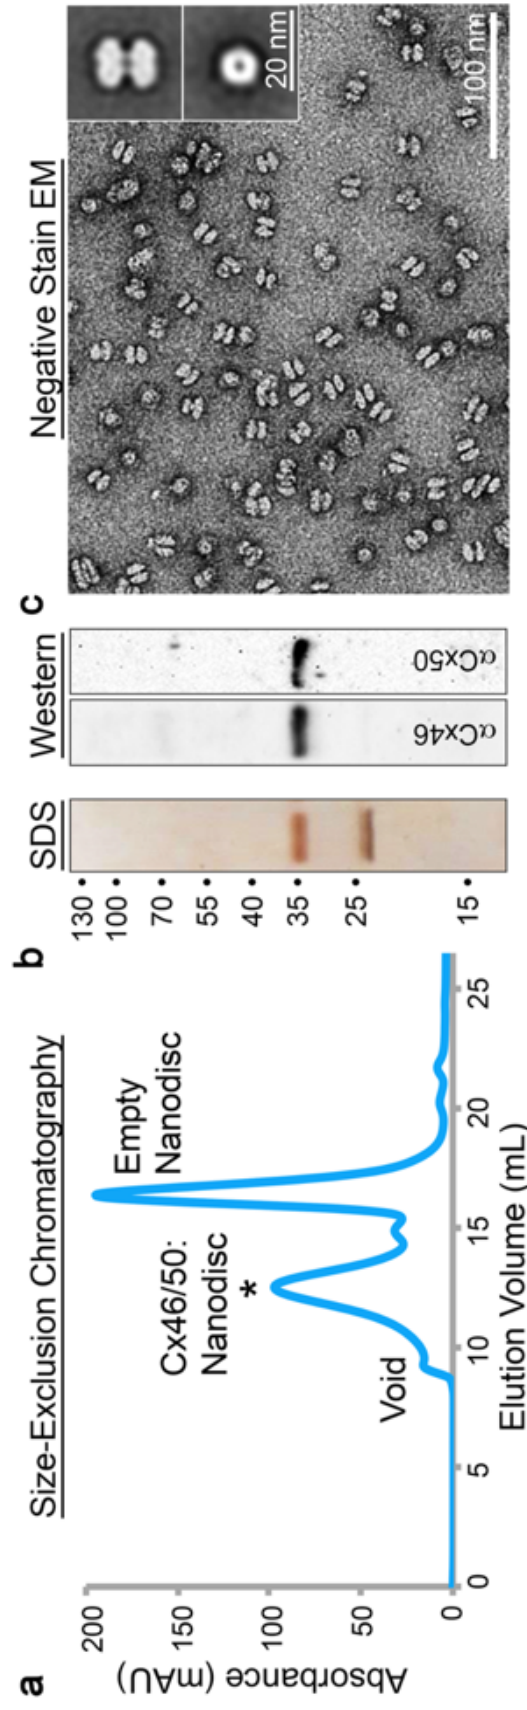 a
Size-Exclusion Chromatography
Absorbance (mAU)
200
150
100
50
0
Void
Cx46/50:
Nanodisc
*
Empty
Nanodisc
0 5 10 15 20 25
Elution Volume (mL)
b
SDS
Western
130
100
70
55
40
35
25
15
αCx46
αCx50
c
Negative Stain EM
20 nm
100 nm